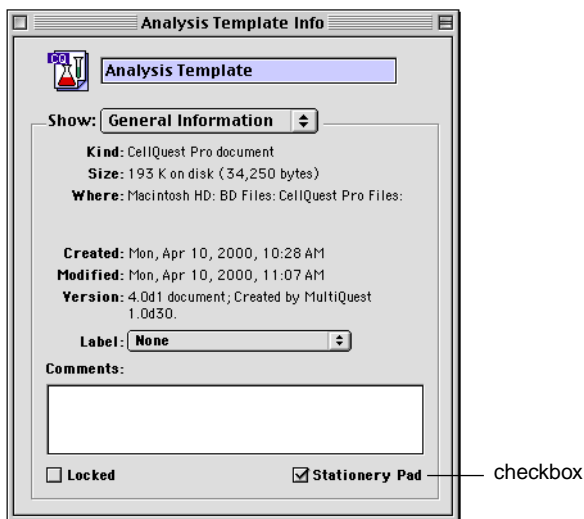 Analysis Template Info
CQ
Analysis Template
Show: General Information
Kind: CellQuest Pro document
Size: 193 K on disk (34,250 bytes)
Where: Macintosh HD: BD Files: CellQuest Pro Files:
Created: Mon, Apr 10, 2000, 10:28 AM
Modified: Mon, Apr 10, 2000, 11:07 AM
Version: 4.0d1 document; Created by MultiQuest
1.0d30.
Label: None
Comments:
Locked
Stationery Pad
checkbox